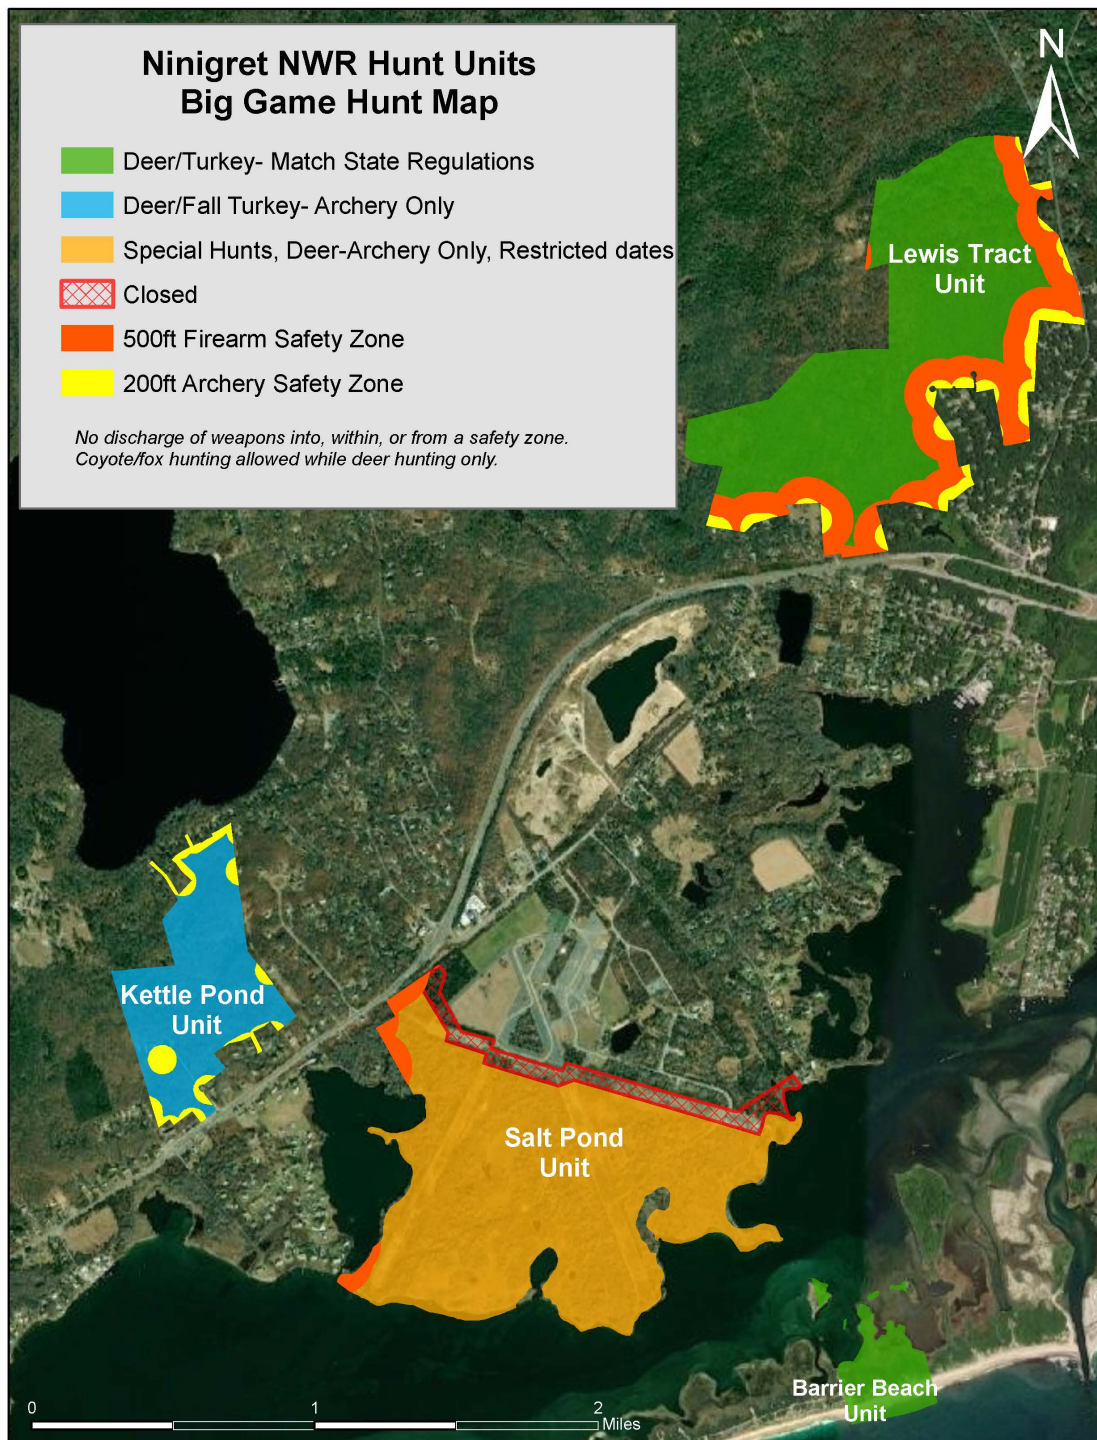 Ninigret NWR Hunt Units
Big Game Hunt Map
Deer/Turkey- Match State Regulations
Deer/Fall Turkey- Archery Only
Special Hunts, Deer-Archery Only, Restricted dates
Closed
500ft Firearm Safety Zone
200ft Archery Safety Zone
No discharge of weapons into, within, or from a safety zone.
Coyote/fox hunting allowed while deer hunting only.
N
Lewis Tract
Unit
Kettle Pond
Unit
Salt Pond
Unit
Barrier Beach
Unit
0 1 2
Miles